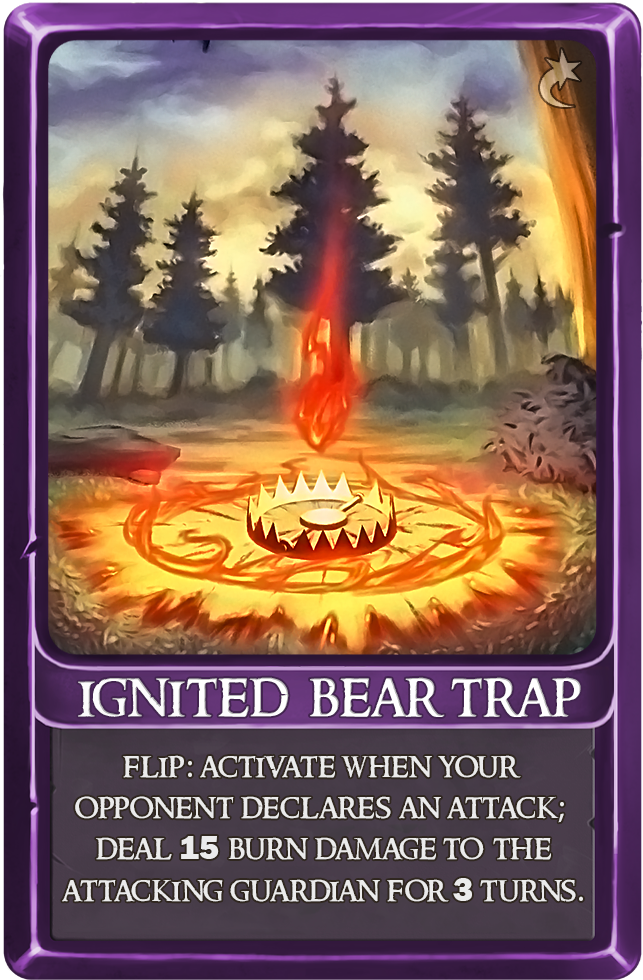 IGNITED BEAR TRAP
FLIP: ACTIVATE WHEN YOUR
OPPONENT DECLARES AN ATTACK;
DEAL 15 BURN DAMAGE TO THE
ATTACKING GUARDIAN FOR 3 TURNS.